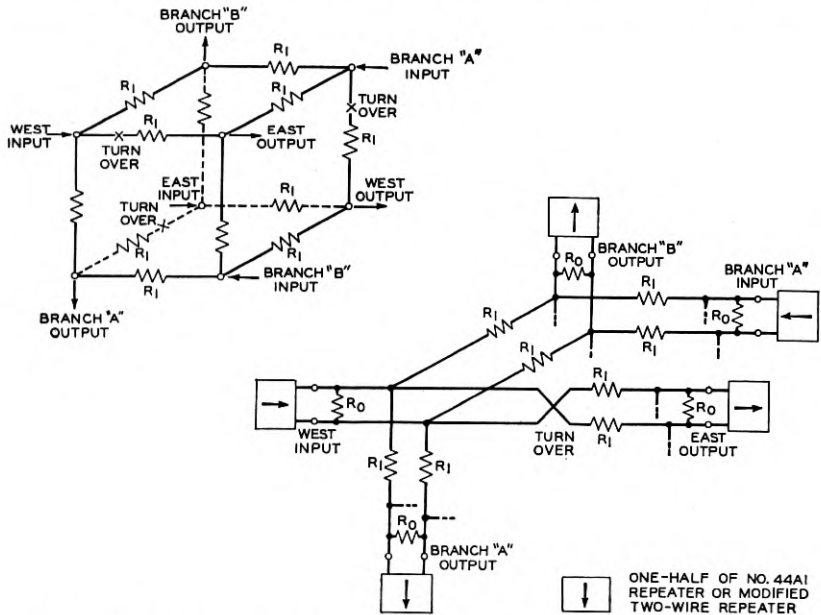 BRANCH "B"
OUTPUT
R1
BRANCH "A"
INPUT
R1
R1
TURN
OVER
WEST
INPUT
R1
EAST
OUTPUT
R1
TURN
OVER
EAST
INPUT
R1
WEST
OUTPUT
TURN
OVER
R1
R1
R1
BRANCH "B"
INPUT
BRANCH "A"
OUTPUT
BRANCH "B"
OUTPUT
R0
BRANCH "A"
INPUT
R1
R0
R1
R1
R1
R1
R0
R0
WEST
INPUT
TURN
OVER
R1
EAST
OUTPUT
R1
R1
R0
BRANCH "A"
OUTPUT
ONE-HALF OF NO. 44A1
REPEATER OR MODIFIED
TWO-WIRE REPEATER